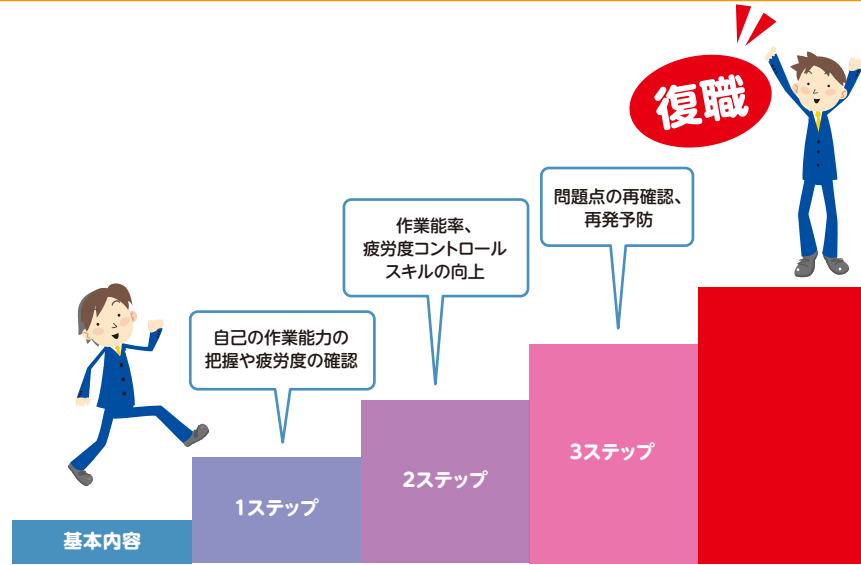 復職
問題点の再確認、
再発予防
作業能率、
疲労度コントロール
スキルの向上
自己の作業能力の
把握や疲労度の確認
3ステップ
2ステップ
1ステップ
基本内容